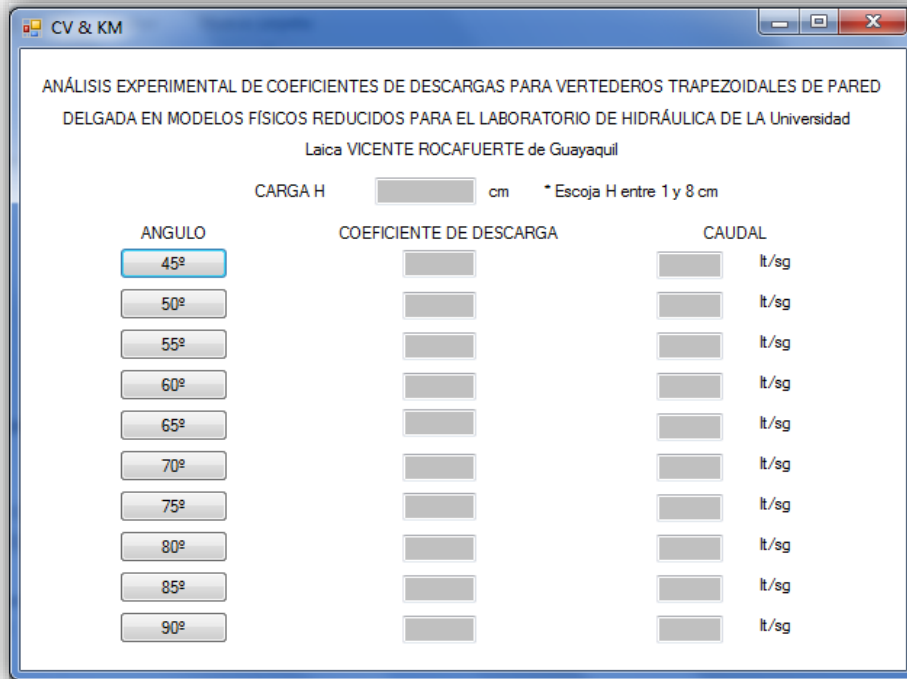 CV & KM
ANÁLISIS EXPERIMENTAL DE COEFICIENTES DE DESCARGAS PARA VERTEDEROS TRAPEZOIDALES DE PARED
DELGADA EN MODELOS FÍSICOS REDUCIDOS PARA EL LABORATORIO DE HIDRÁULICA DE LA Universidad
Laica VICENTE ROCAFUERTE de Guayaquil
CARGA H cm * Escoja H entre 1 y 8 cm
ANGULO COEFICIENTE DE DESCARGA CAUDAL
45º lt/sg
50º lt/sg
55º lt/sg
60º lt/sg
65º lt/sg
70º lt/sg
75º lt/sg
80º lt/sg
85º lt/sg
90º lt/sg